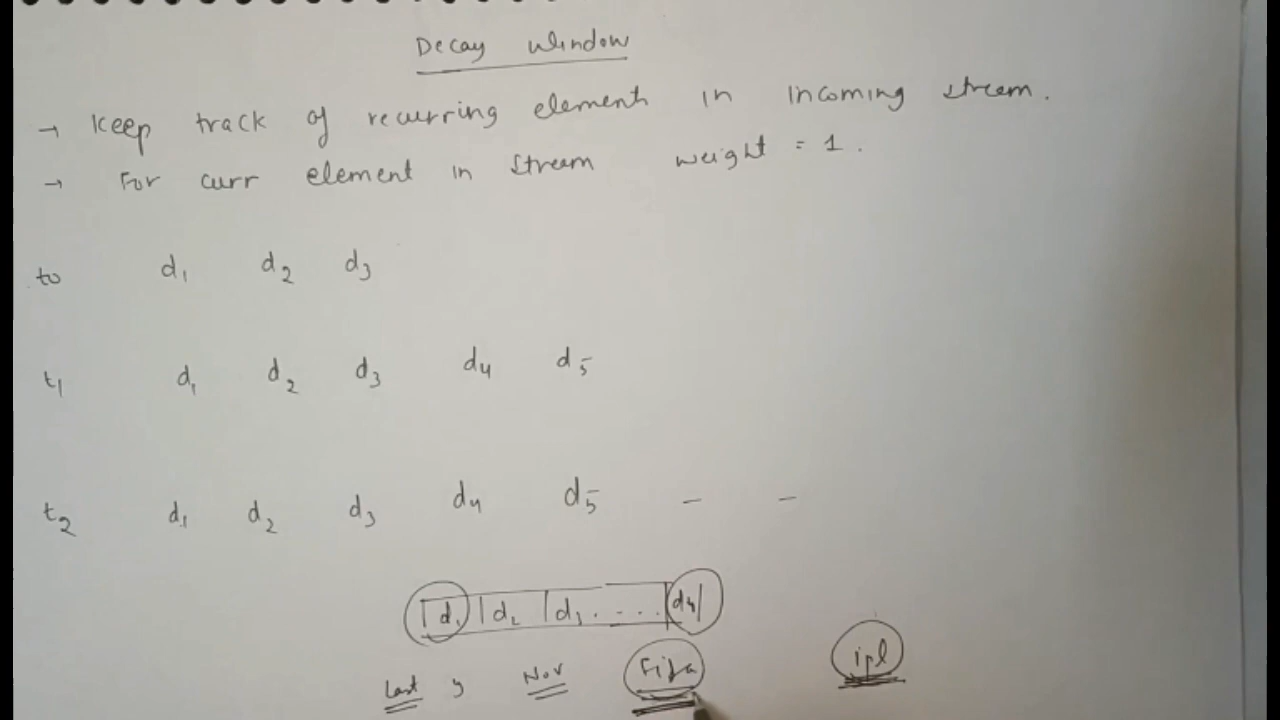 Decay Window
→ Keep track of recurring element in incoming stream.
→ For curr element in stream weight = 1.
t0 d1 d2 d3
t1 d1 d2 d3 d4 d5
t2 d1 d2 d3 d4 d5 – –
| d1 | d2 | d3 . . . . | d4 |
Last y Nov Fifa ipl